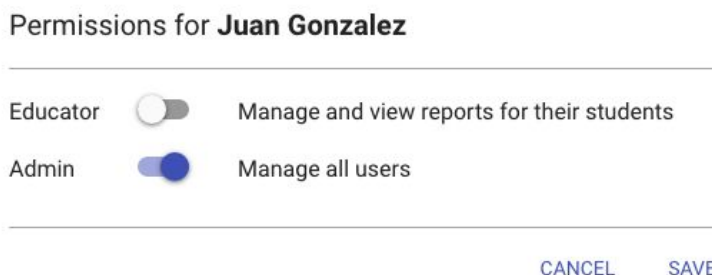 Permissions for Juan Gonzalez
Educator Manage and view reports for their students
Admin Manage all users
CANCEL SAVE